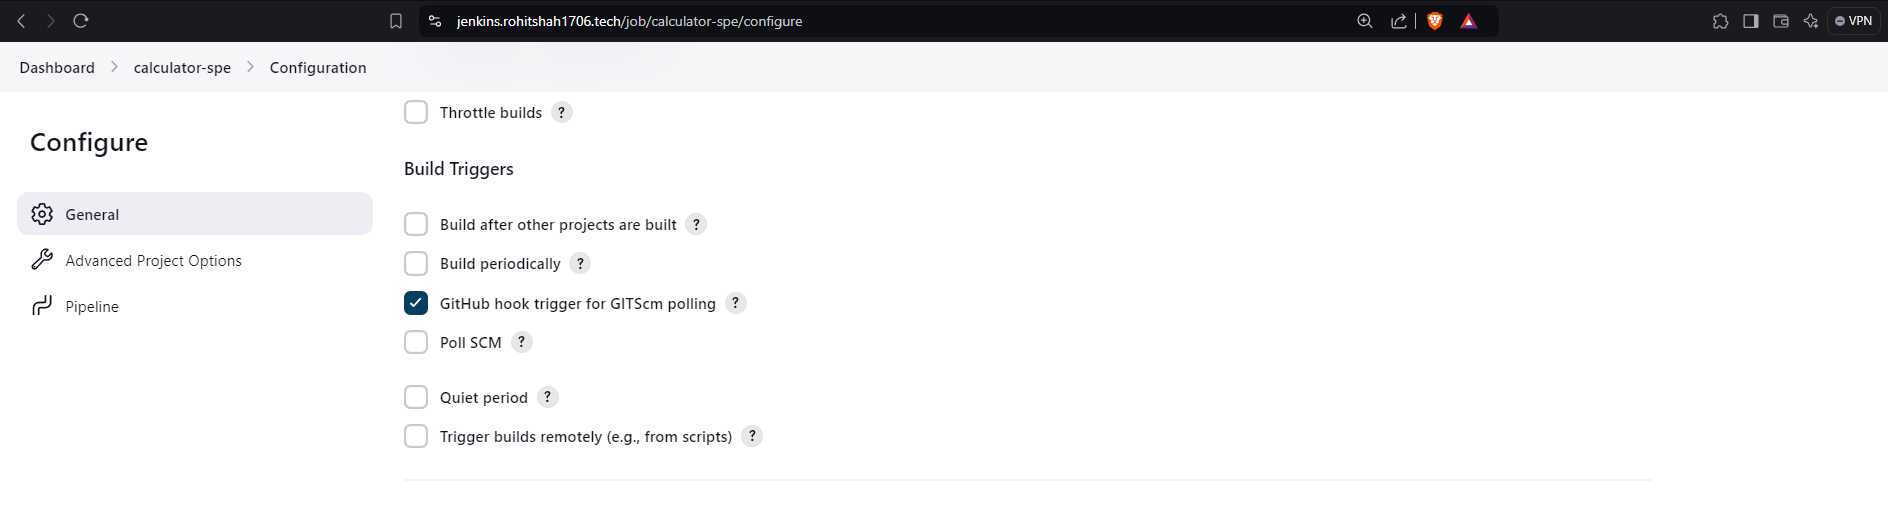 jenkins.rohitshah1706.tech/job/calculator-spe/configure
VPN
Dashboard > calculator-spe > Configuration
Configure
General
Advanced Project Options
Pipeline
Throttle builds ?
Build Triggers
Build after other projects are built ?
Build periodically ?
GitHub hook trigger for GITScm polling ?
Poll SCM ?
Quiet period ?
Trigger builds remotely (e.g., from scripts) ?